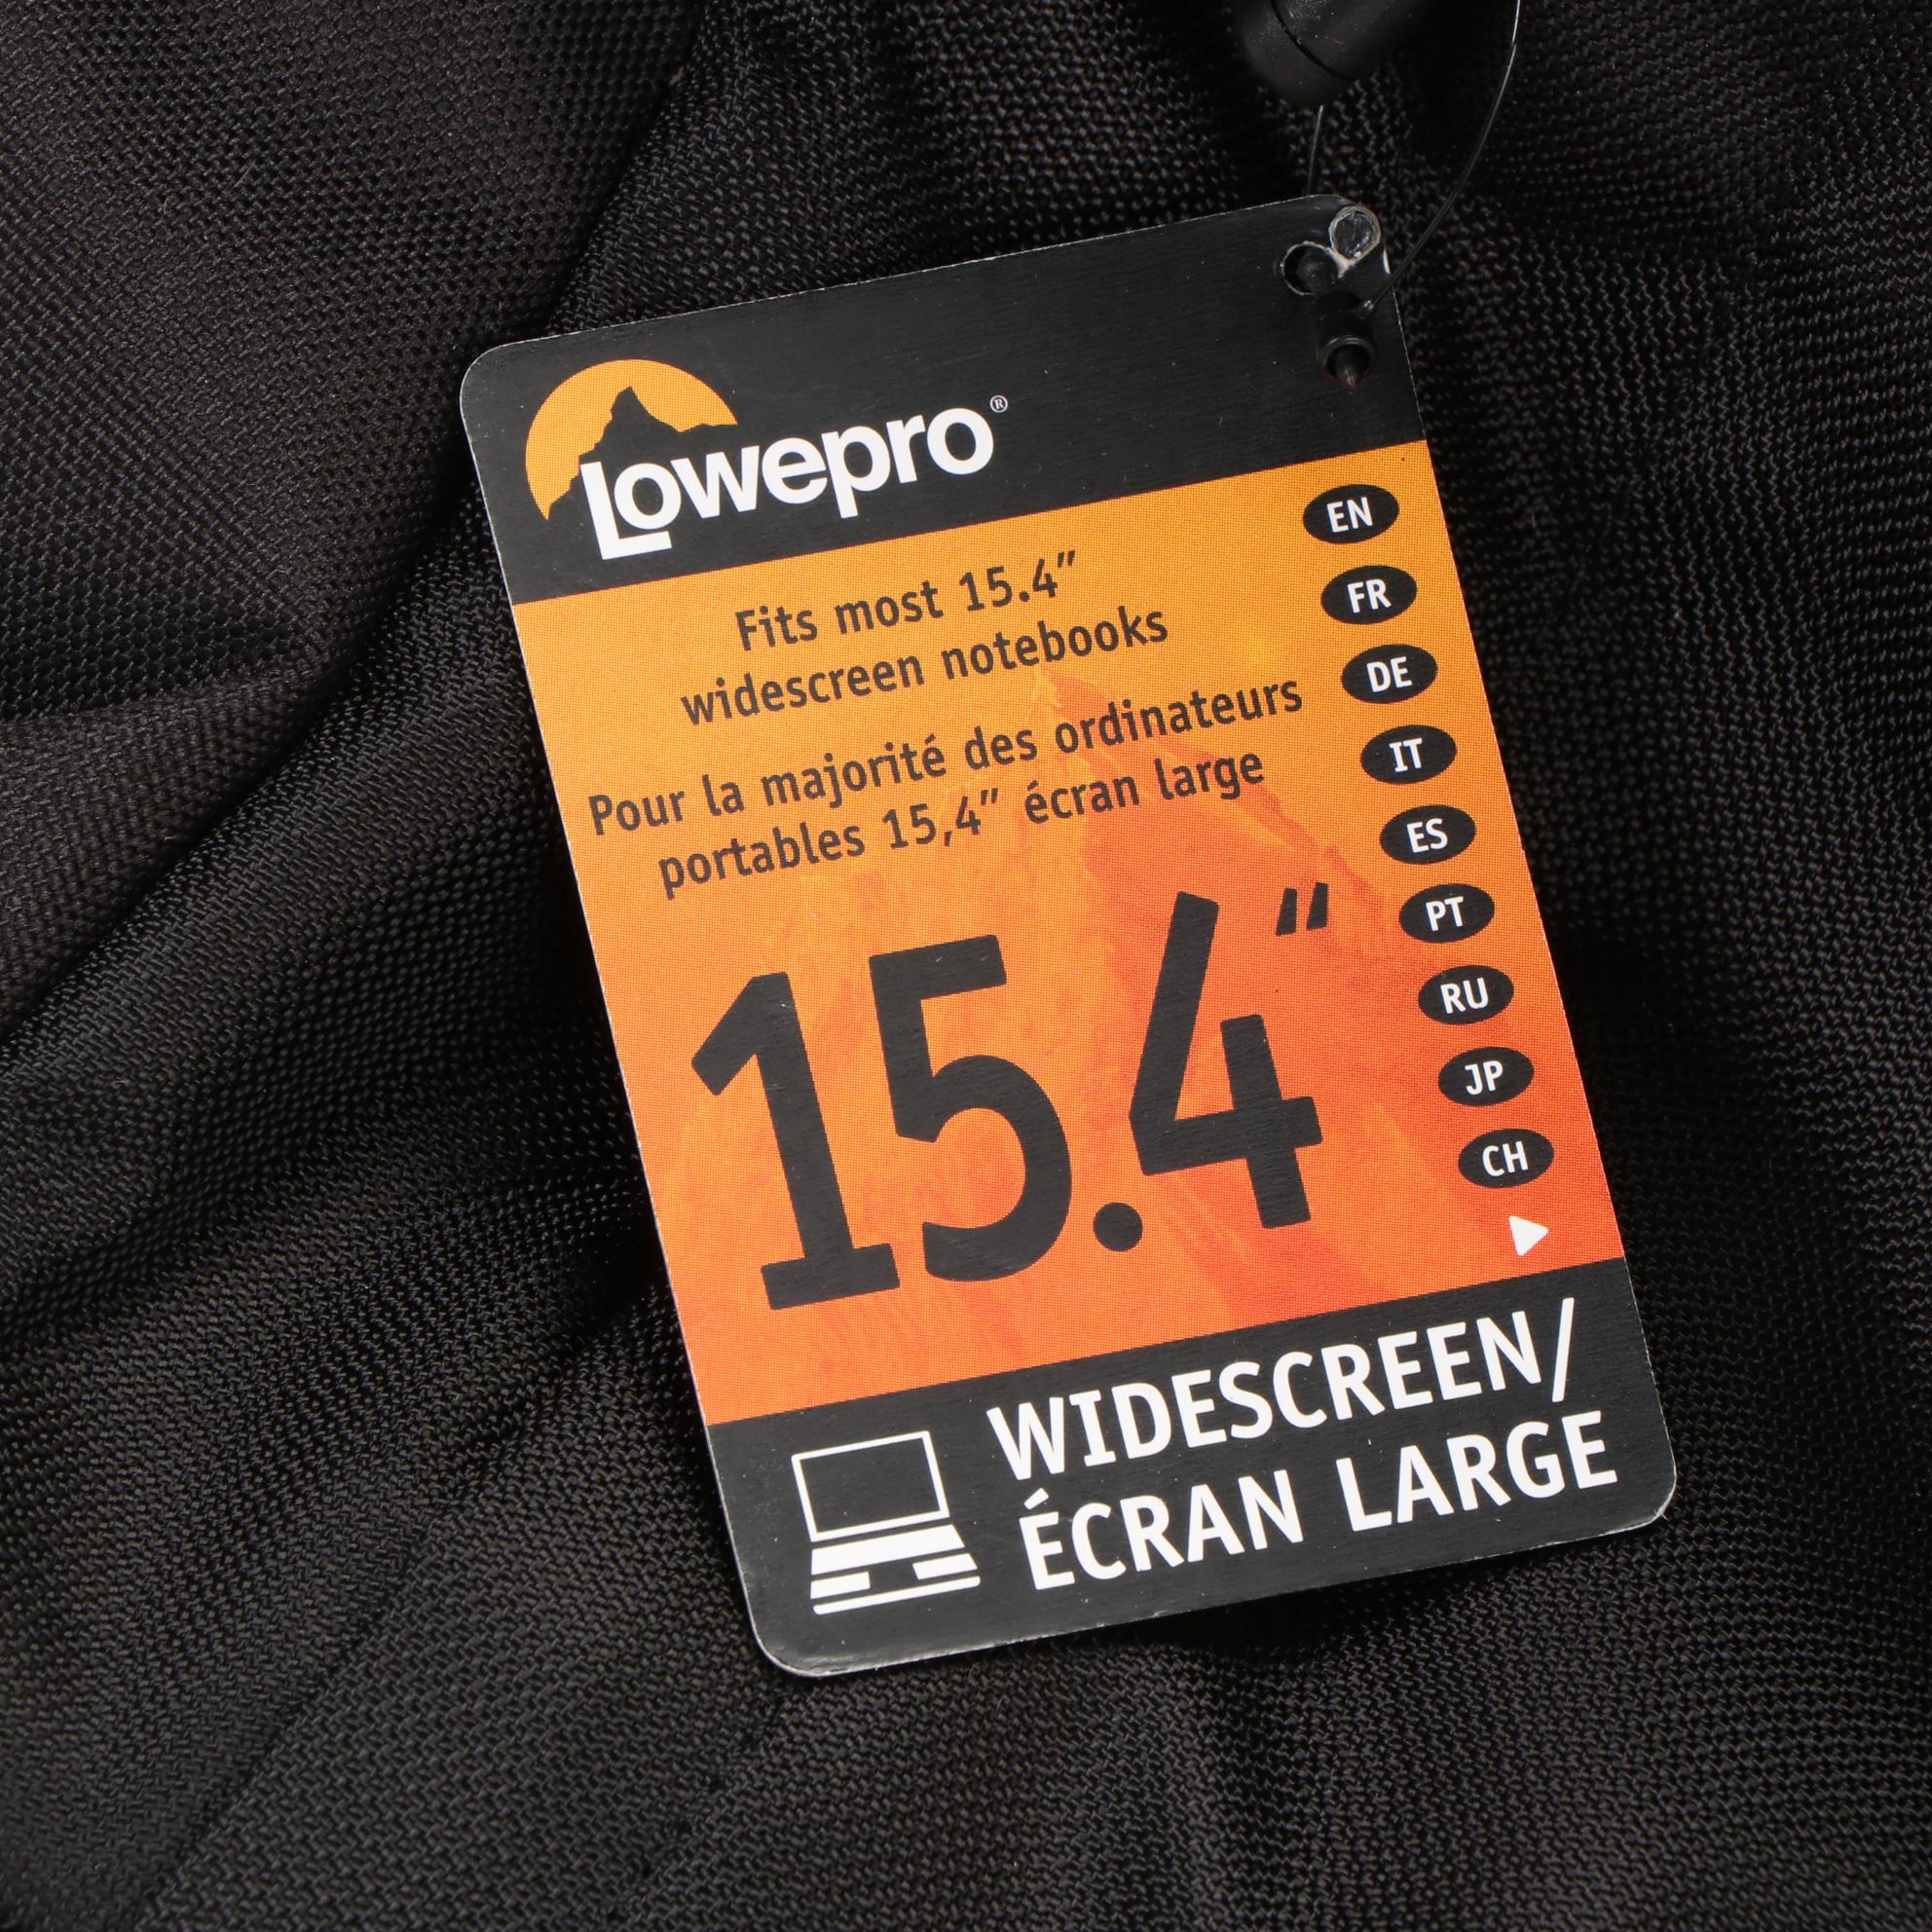 Lowepro®
Fits most 15.4"
widescreen notebooks
Pour la majorité des ordinateurs
portables 15,4" écran large
15.4"
EN
FR
DE
IT
ES
PT
RU
JP
CH
WIDESCREEN/
ÉCRAN LARGE